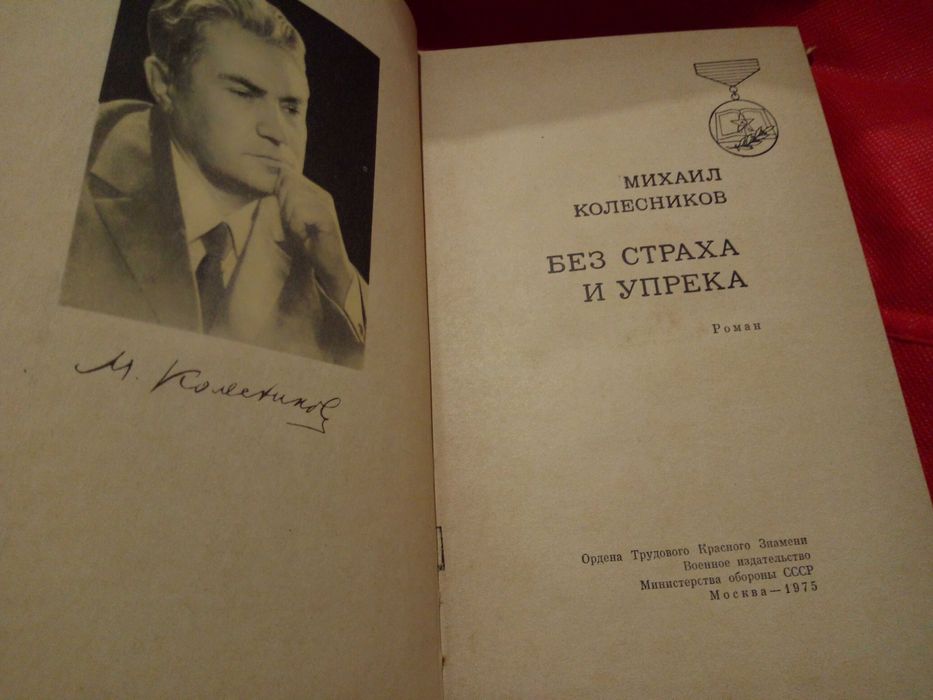 М. Колесников
МИХАИЛ
КОЛЕСНИКОВ
БЕЗ СТРАХА
И УПРЕКА
Роман
Ордена Трудового Красного Знамени
Военное издательство
Министерства обороны СССР
Москва—1975